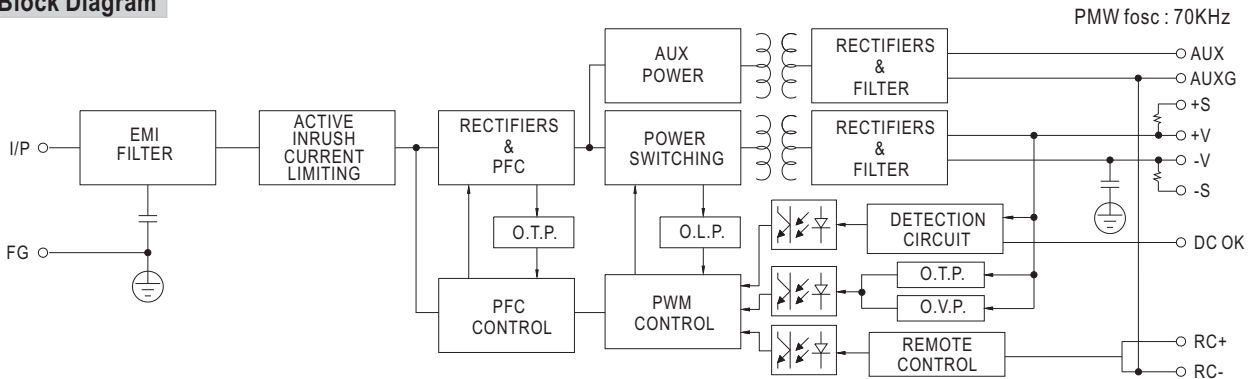 Block Diagram
PMW fosc : 70KHz
I/P
EMI
FILTER
FG
ACTIVE
INRUSH
CURRENT
LIMITING
RECTIFIERS
&
PFC
O.T.P.
PFC
CONTROL
AUX
POWER
POWER
SWITCHING
O.L.P.
PWM
CONTROL
RECTIFIERS
&
FILTER
RECTIFIERS
&
FILTER
DETECTION
CIRCUIT
O.T.P.
O.V.P.
REMOTE
CONTROL
AUX
AUXG
+S
+V
-V
-S
DC OK
RC+
RC-